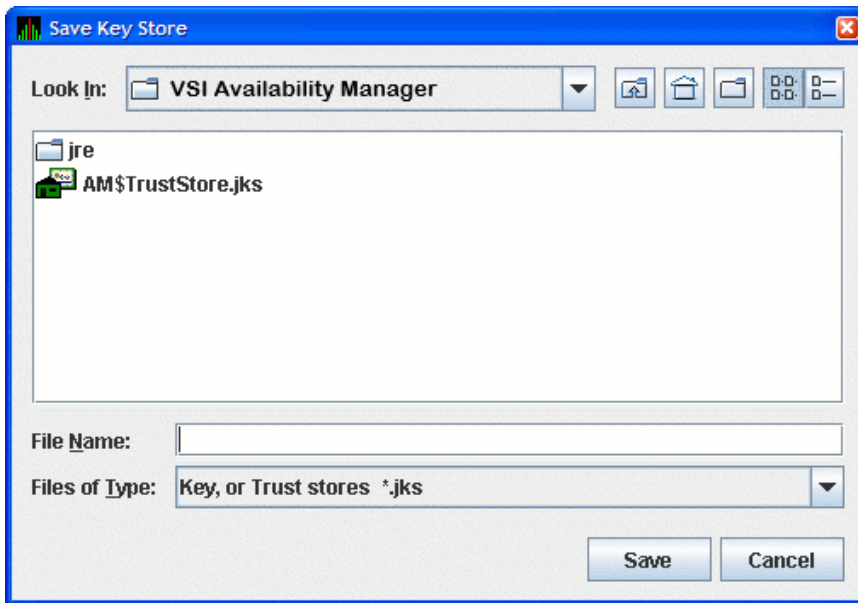 Save Key Store
Look In: VSI Availability Manager
jre
AM$TrustStore.jks
File Name:
Files of Type: Key, or Trust stores *.jks
Save Cancel